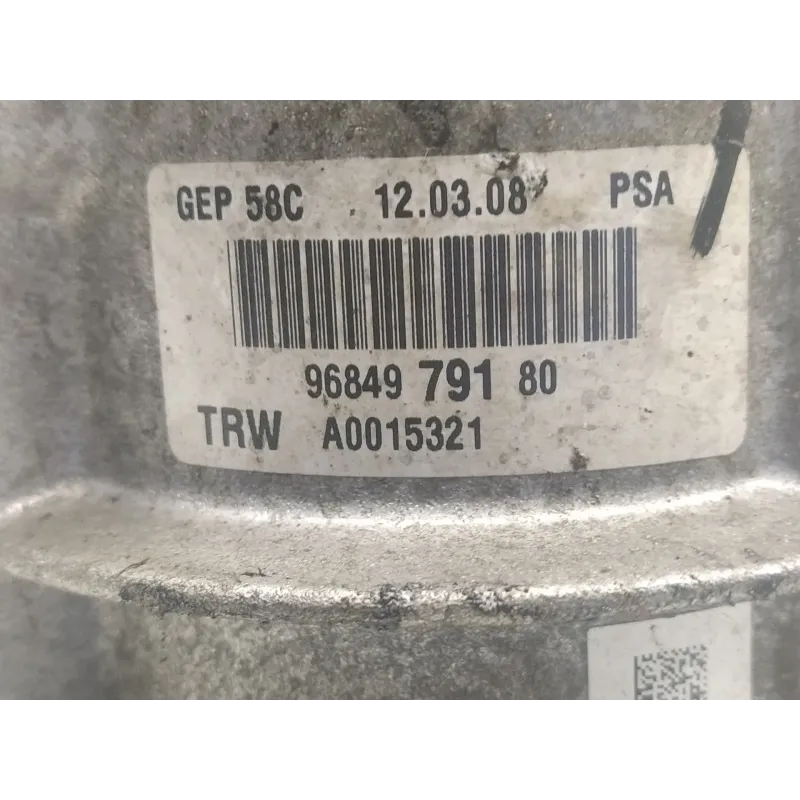 GEP 58C 12.03.08 PSA
96849 791 80
TRW A0015321